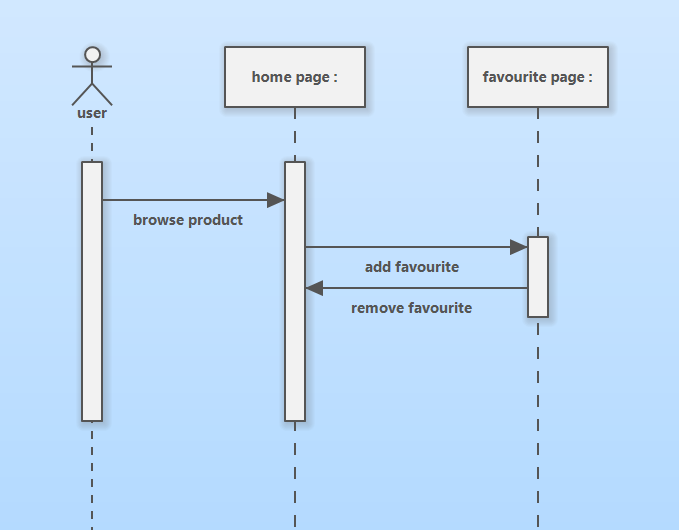 home page :
favourite page :
user
browse product
add favourite
remove favourite